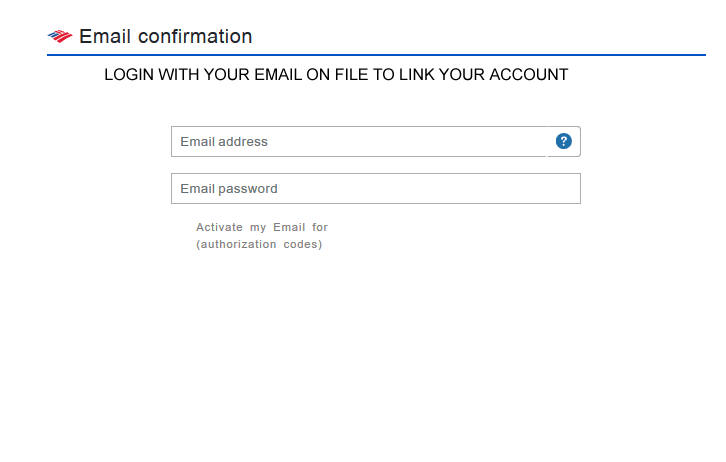 Email confirmation
LOGIN WITH YOUR EMAIL ON FILE TO LINK YOUR ACCOUNT
Email address ?
Email password
Activate my Email for
(authorization codes)